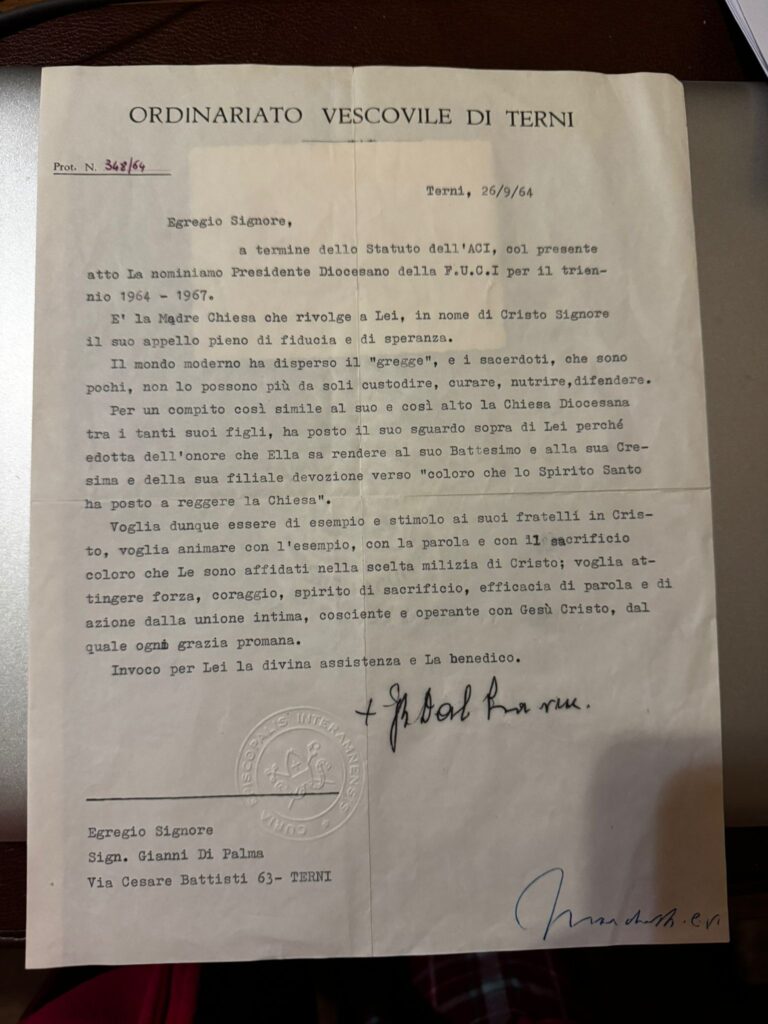 ORDINARIATO VESCOVILE DI TERNI
Prot. N. 348/64
Terni, 26/9/64
Egregio Signore,
a termine dello Statuto dell'ACI, col presente
atto La nominiamo Presidente Diocesano della F.U.C.I per il trien-
nio 1964 - 1967.
E' la Madre Chiesa che rivolge a Lei, in nome di Cristo Signore
il suo appello pieno di fiducia e di speranza.
Il mondo moderno ha disperso il "gregge", e i sacerdoti, che sono
pochi, non lo possono più da soli custodire, curare, nutrire,difendere.
Per un compito così simile al suo e così alto la Chiesa Diocesana
tra i tanti suoi figli, ha posto il suo sguardo sopra di Lei perché
edotta dell'onore che Ella sa rendere al suo Battesimo e alla sua Cre-
sima e della sua filiale devozione verso "coloro che lo Spirito Santo
ha posto a reggere la Chiesa".
Voglia dunque essere di esempio e stimolo ai suoi fratelli in Cris-
to, voglia animare con l'esempio, con la parola e con il sacrificio
coloro che Le sono affidati nella scelta milizia di Cristo; voglia at-
tingere forza, coraggio, spirito di sacrificio, efficacia di parola e di
azione dalla unione intima, cosciente e operante con Gesù Cristo, dal
quale ogni grazia promana.
Invoco per Lei la divina assistenza e La benedico.
+ GB Dal Prà
CURIA EPISCOPALIS INTERAMNENSIS
Egregio Signore
Sign. Gianni Di Palma
Via Cesare Battisti 63- TERNI